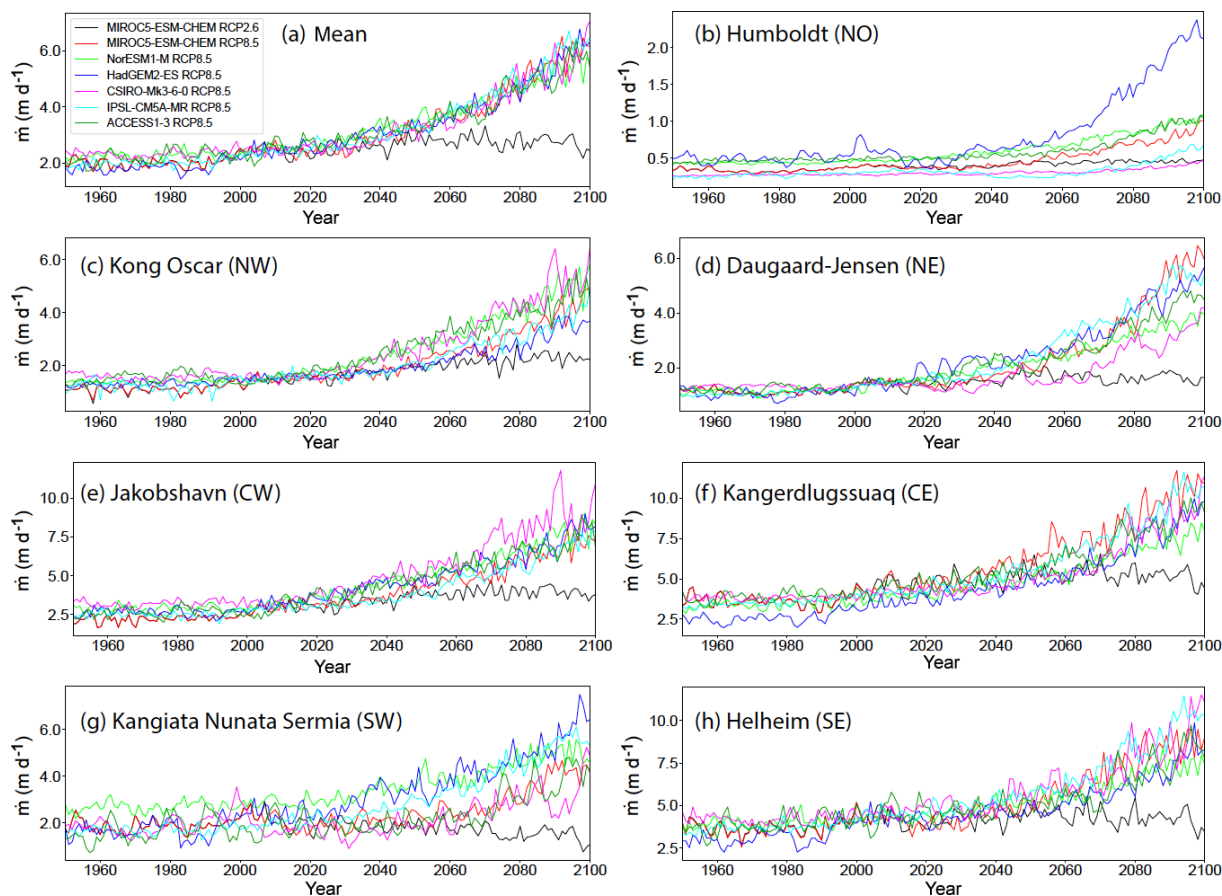 (a) Mean
MIROC5-ESM-CHEM RCP2.6
MIROC5-ESM-CHEM RCP8.5
NorESM1-M RCP8.5
HadGEM2-ES RCP8.5
CSIRO-Mk3-6-0 RCP8.5
IPSL-CM5A-MR RCP8.5
ACCESS1-3 RCP8.5
ṁ (m d⁻¹)
6.0
4.0
2.0
1960 1980 2000 2020 2040 2060 2080 2100
Year
(b) Humboldt (NO)
ṁ (m d⁻¹)
2.0
1.5
1.0
0.5
1960 1980 2000 2020 2040 2060 2080 2100
Year
(c) Kong Oscar (NW)
ṁ (m d⁻¹)
6.0
4.0
2.0
1960 1980 2000 2020 2040 2060 2080 2100
Year
(d) Daugaard-Jensen (NE)
ṁ (m d⁻¹)
6.0
4.0
2.0
1960 1980 2000 2020 2040 2060 2080 2100
Year
(e) Jakobshavn (CW)
ṁ (m d⁻¹)
10.0
7.5
5.0
2.5
1960 1980 2000 2020 2040 2060 2080 2100
Year
(f) Kangerdlugssuaq (CE)
ṁ (m d⁻¹)
10.0
7.5
5.0
2.5
1960 1980 2000 2020 2040 2060 2080 2100
Year
(g) Kangiata Nunata Sermia (SW)
ṁ (m d⁻¹)
6.0
4.0
2.0
1960 1980 2000 2020 2040 2060 2080 2100
Year
(h) Helheim (SE)
ṁ (m d⁻¹)
10.0
7.5
5.0
2.5
1960 1980 2000 2020 2040 2060 2080 2100
Year